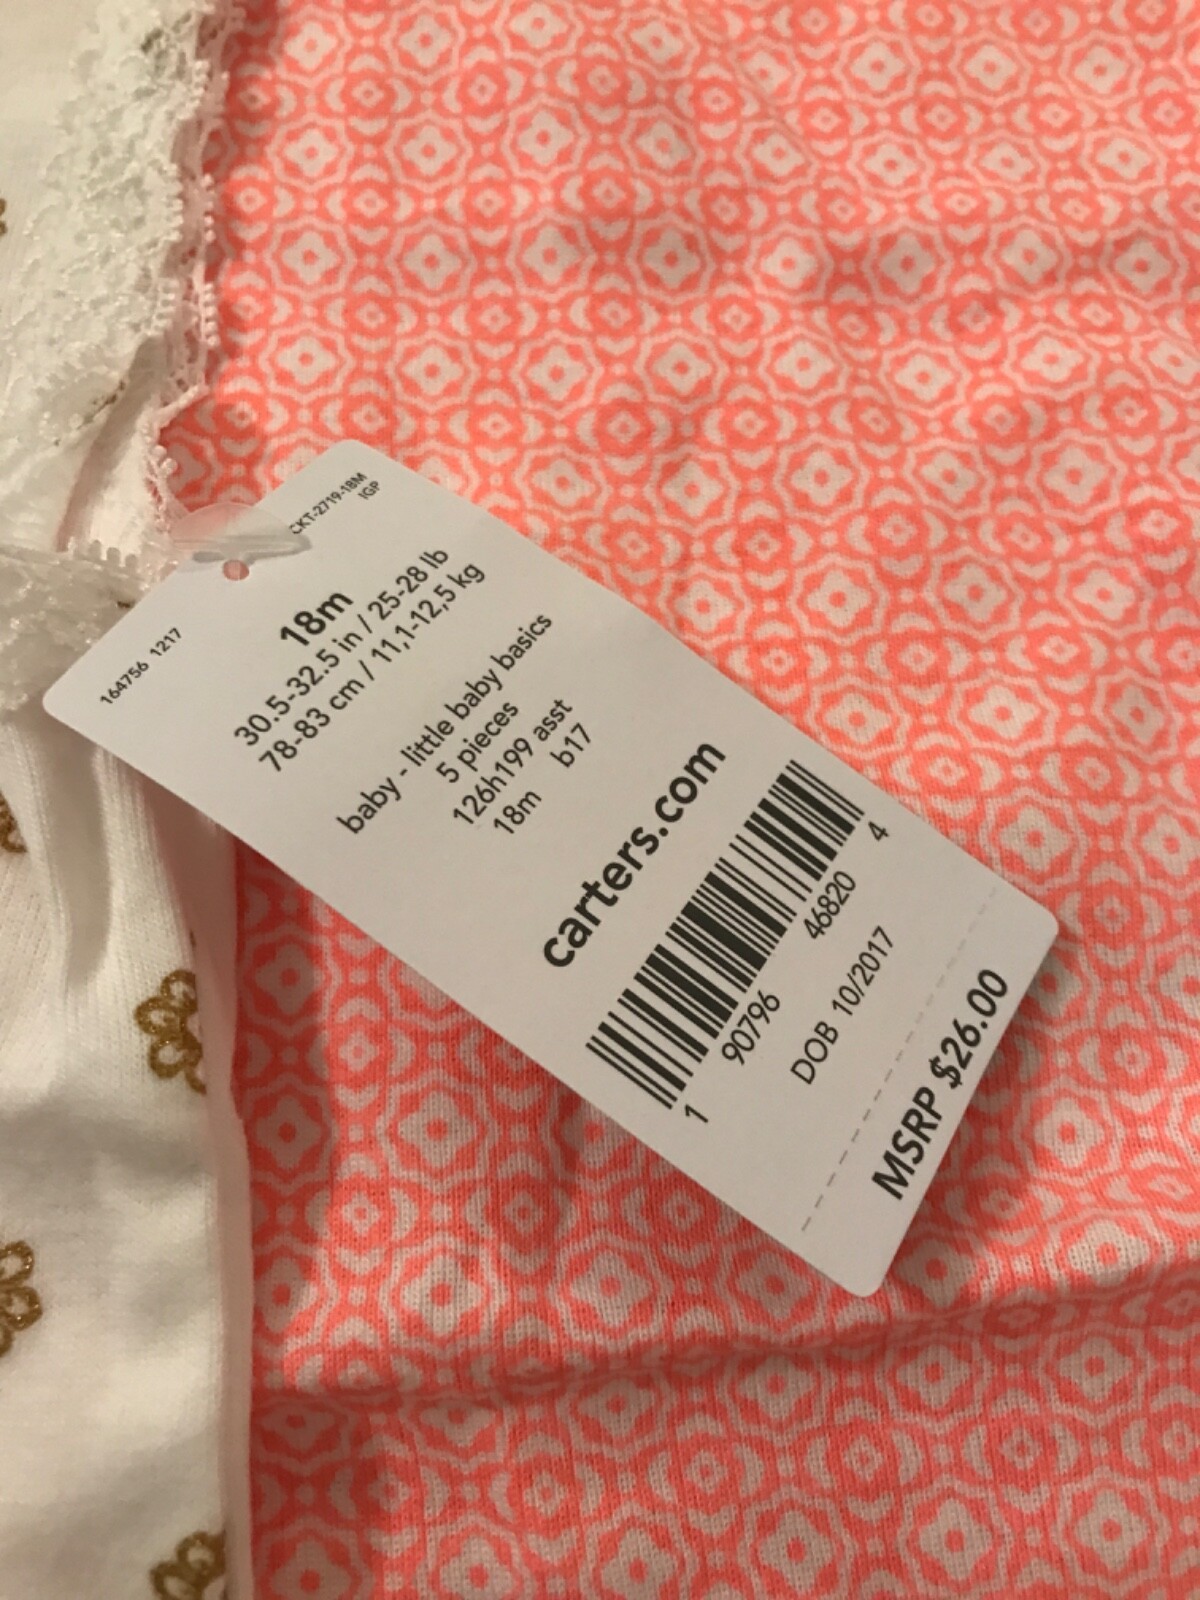 CKT-2719-18M
IGP
164756 1217
18m
30.5-32.5 in / 25-28 lb
78-83 cm / 11,1-12,5 kg
baby - little baby basics
5 pieces
126h199 asst
18m b17
carters.com
1 90796 46820 4
DOB 10/2017
MSRP $26.00